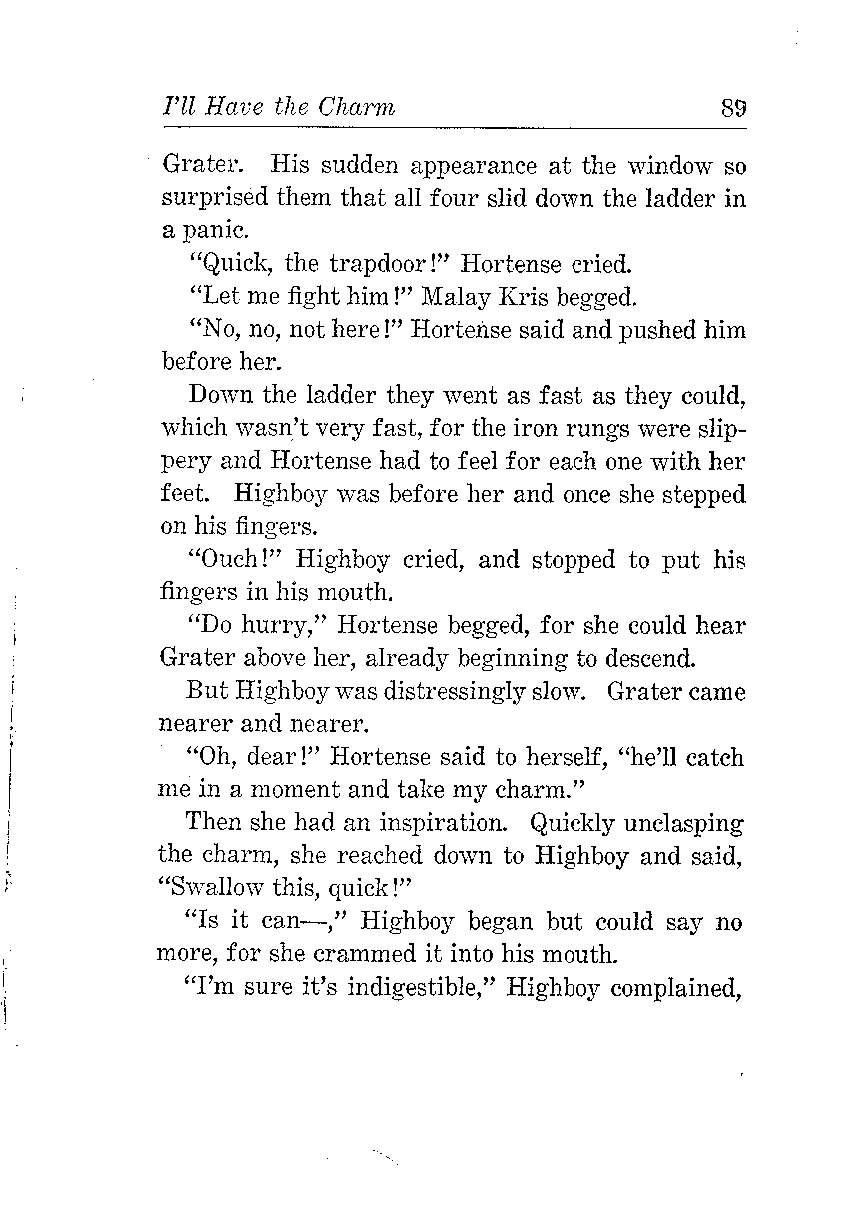 I'll Have the Charm 89
Grater. His sudden appearance at the window so
surprised them that all four slid down the ladder in
a panic.
“Quick, the trapdoor!” Hortense cried.
“Let me fight him!” Malay Kris begged.
“No, no, not here!” Hortense said and pushed him
before her.
Down the ladder they went as fast as they could,
which wasn't very fast, for the iron rungs were slip-
pery and Hortense had to feel for each one with her
feet. Highboy was before her and once she stepped
on his fingers.
“Ouch!” Highboy cried, and stopped to put his
fingers in his mouth.
“Do hurry,” Hortense begged, for she could hear
Grater above her, already beginning to descend.
But Highboy was distressingly slow. Grater came
nearer and nearer.
“Oh, dear!” Hortense said to herself, “he'll catch
me in a moment and take my charm.”
Then she had an inspiration. Quickly unclasping
the charm, she reached down to Highboy and said,
“Swallow this, quick!”
“Is it can—,” Highboy began but could say no
more, for she crammed it into his mouth.
“I'm sure it's indigestible,” Highboy complained,